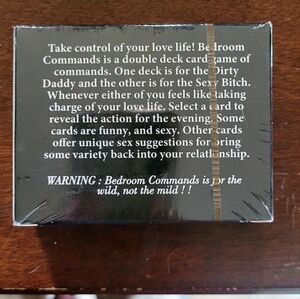 Take control of your love life! Bedroom
Commands is a double deck card game of
commands. One deck is for the Dirty
Daddy and the other is for the Sexy Bitch.
Whenever either of you feels like taking
charge of your love life. Select a card to
reveal the action for the evening. Some
cards are funny, and sexy. Other cards
offer unique sex suggestions for bring
some variety back into your relationship.
WARNING : Bedroom Commands is for the
wild, not the mild ! !